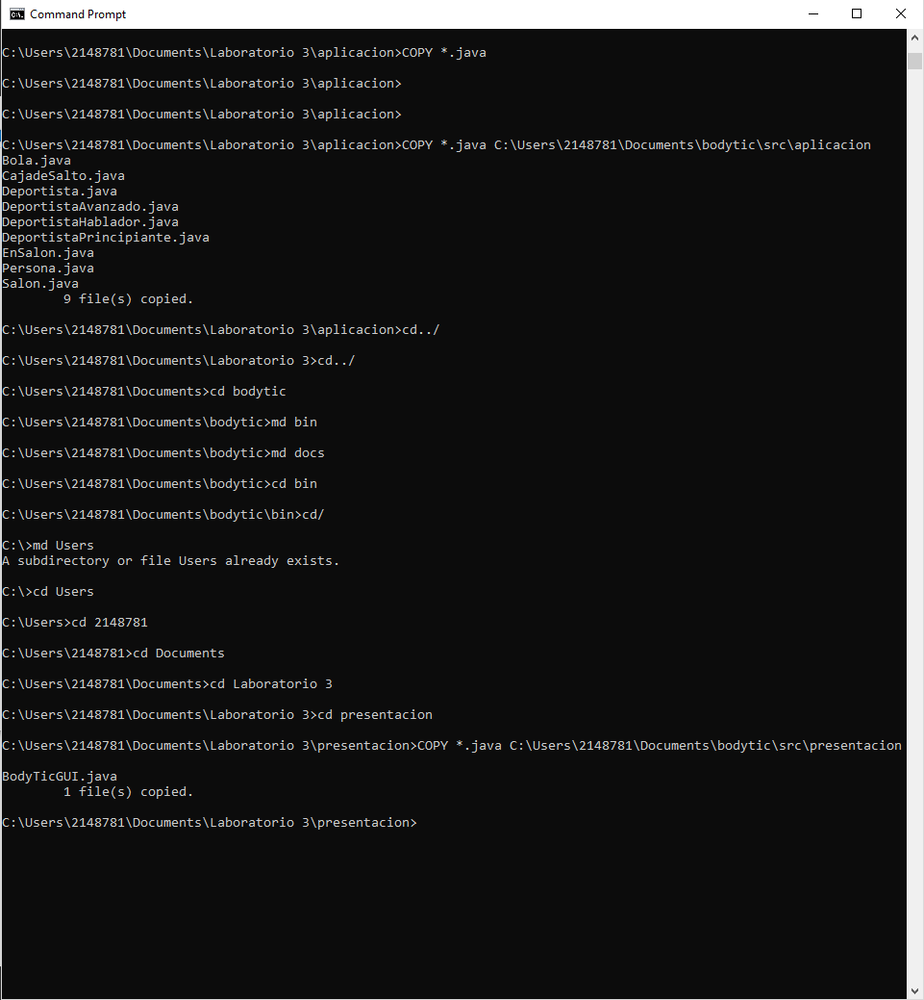 Command Prompt
C:\Users\2148781\Documents\Laboratorio 3\aplicacion>COPY *.java
C:\Users\2148781\Documents\Laboratorio 3\aplicacion>
C:\Users\2148781\Documents\Laboratorio 3\aplicacion>
C:\Users\2148781\Documents\Laboratorio 3\aplicacion>COPY *.java C:\Users\2148781\Documents\bodytic\src\aplicacion
Bola.java
CajadeSalto.java
Deportista.java
DeportistaAvanzado.java
DeportistaHablador.java
DeportistaPrincipiante.java
EnSalon.java
Persona.java
Salon.java
        9 file(s) copied.
C:\Users\2148781\Documents\Laboratorio 3\aplicacion>cd../
C:\Users\2148781\Documents\Laboratorio 3>cd../
C:\Users\2148781\Documents>cd bodytic
C:\Users\2148781\Documents\bodytic>md bin
C:\Users\2148781\Documents\bodytic>md docs
C:\Users\2148781\Documents\bodytic>cd bin
C:\Users\2148781\Documents\bodytic\bin>cd/
C:\>md Users
A subdirectory or file Users already exists.
C:\>cd Users
C:\Users>cd 2148781
C:\Users\2148781>cd Documents
C:\Users\2148781\Documents>cd Laboratorio 3
C:\Users\2148781\Documents\Laboratorio 3>cd presentacion
C:\Users\2148781\Documents\Laboratorio 3\presentacion>COPY *.java C:\Users\2148781\Documents\bodytic\src\presentacion
BodyTicGUI.java
        1 file(s) copied.
C:\Users\2148781\Documents\Laboratorio 3\presentacion>